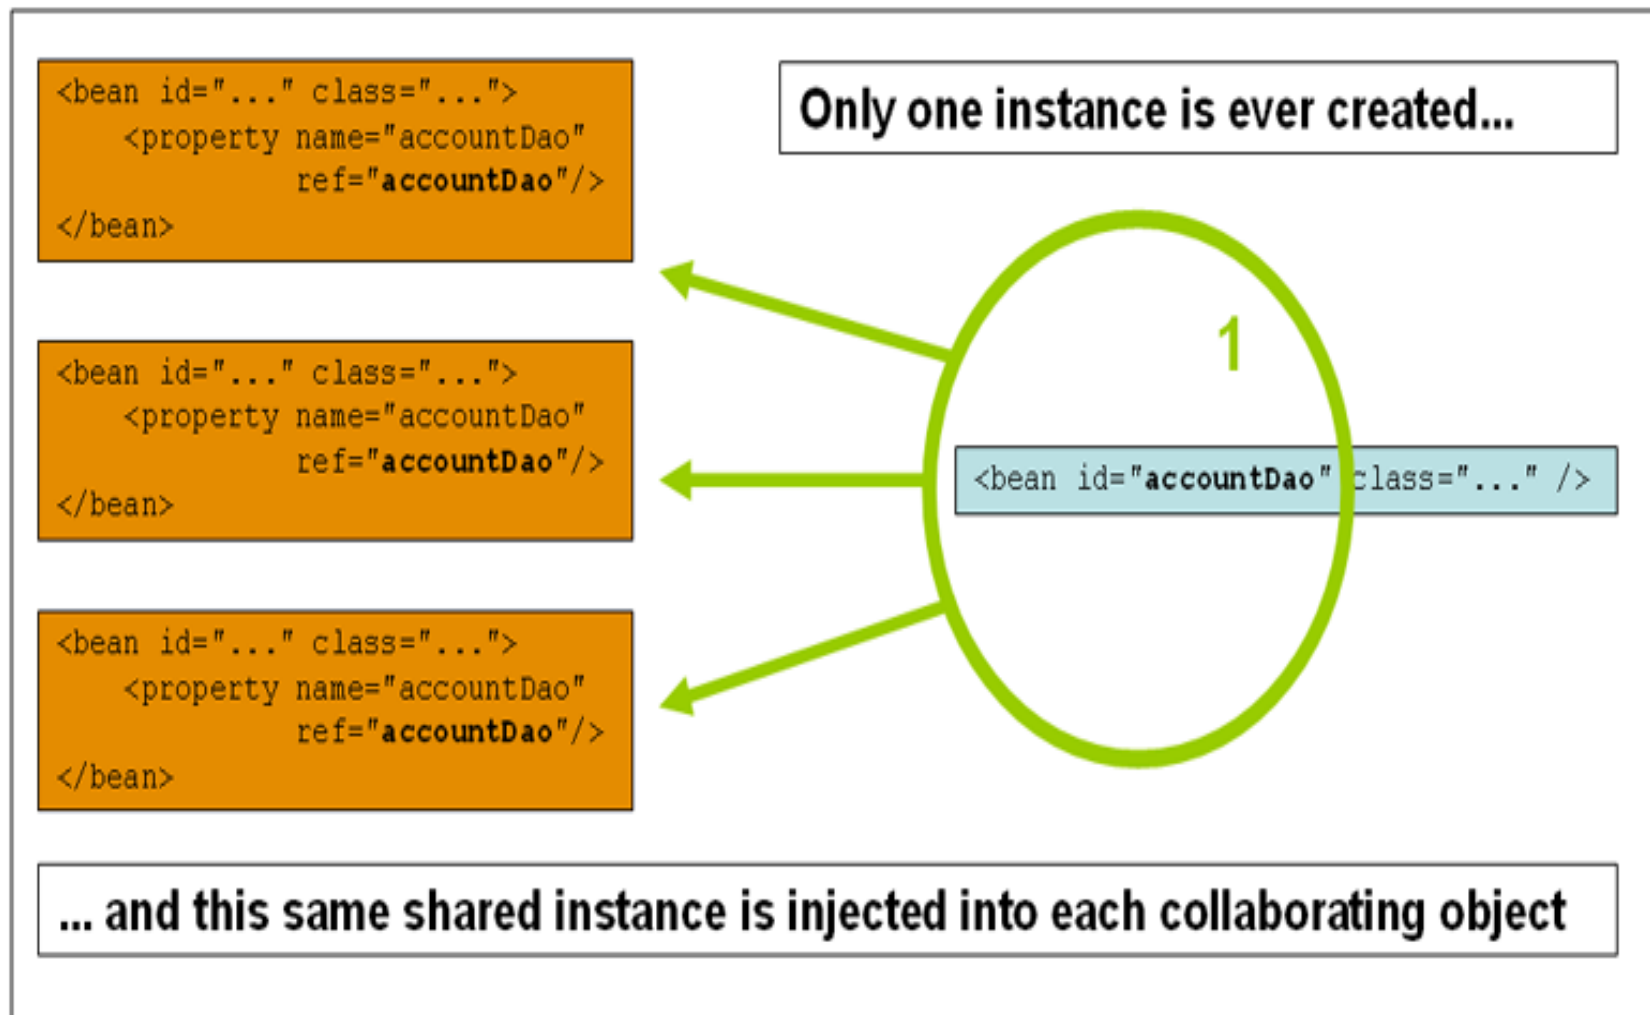 <bean id="..." class="...">
<property name="accountDao"
ref="accountDao"/>
</bean>
Only one instance is ever created...
<bean id="..." class="...">
<property name="accountDao"
ref="accountDao"/>
</bean>
1
<bean id="accountDao" class="..." />
<bean id="..." class="...">
<property name="accountDao"
ref="accountDao"/>
</bean>
... and this same shared instance is injected into each collaborating object